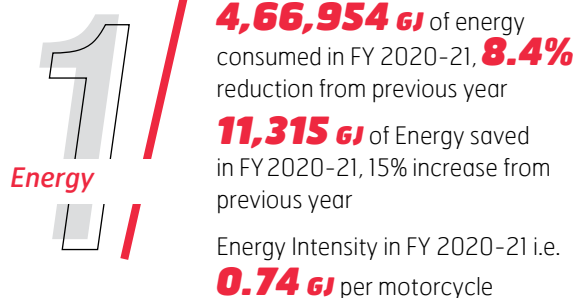 1
Energy
4,66,954 GJ of energy
consumed in FY 2020-21, 8.4%
reduction from previous year
11,315 GJ of Energy saved
in FY 2020-21, 15% increase from
previous year
Energy Intensity in FY 2020-21 i.e.
0.74 GJ per motorcycle